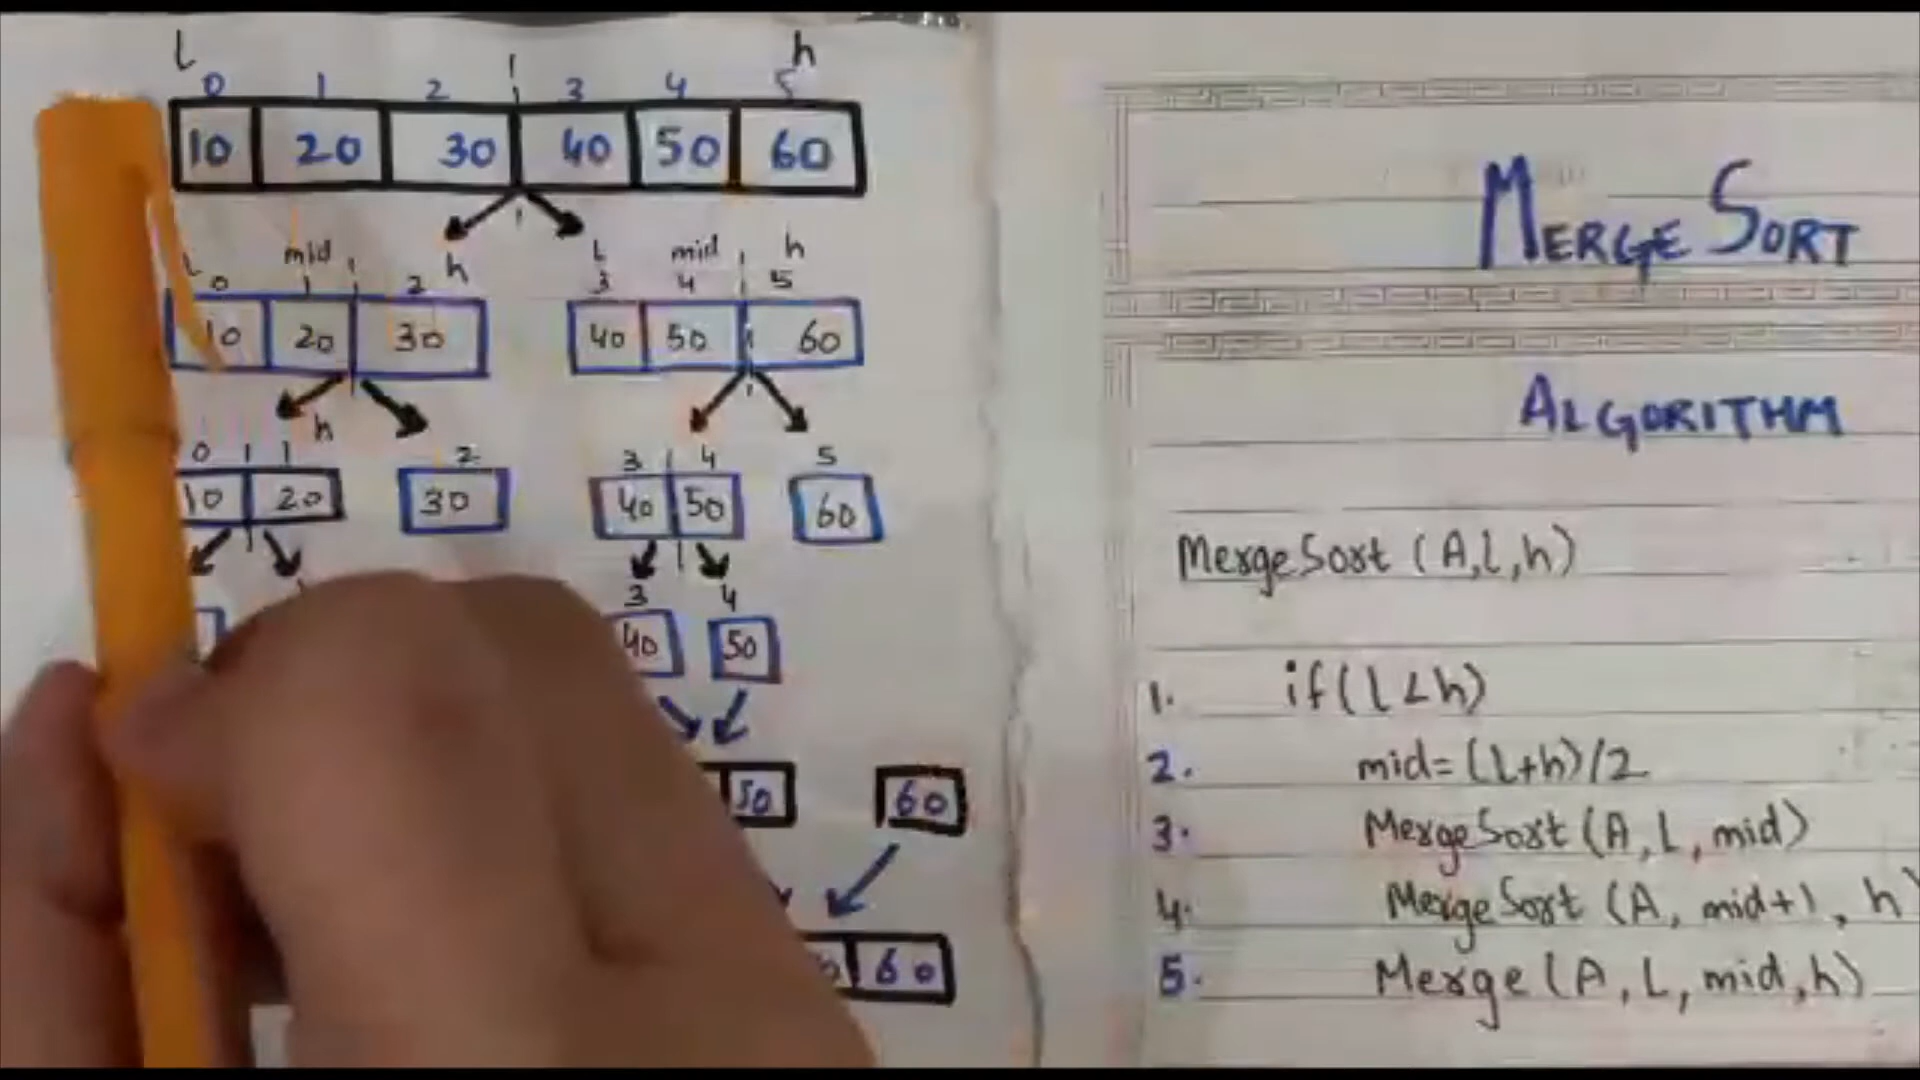 l h
0 1 2 3 4 5
10 20 30 40 50 60
l mid h l mid h
0 1 2 3 4 5
10 20 30 40 50 60
h
0 1 2 3 4 5
10 20 30 40 50 60
3 4
40 50
50 60
60
MERGE SORT
ALGORITHM
MergeSort (A,l,h)
1. if(l<h)
2. mid=(l+h)/2
3. MergeSort (A,L,mid)
4. MergeSort (A, mid+1, h)
5. Merge(A,L,mid,h)